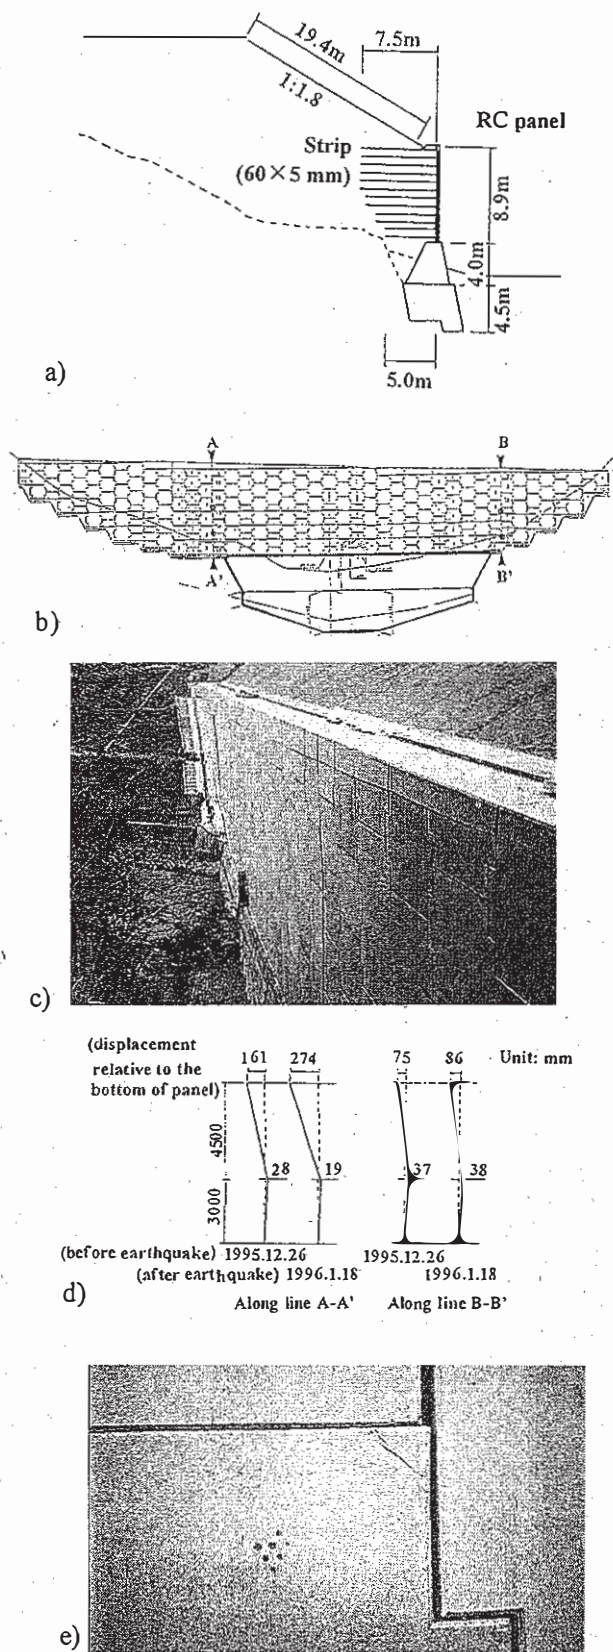 19.4m
1:1.8
7.5m
RC panel
Strip
(60×5 mm)
8.9m
4.0m
4.5m
5.0m
a)
A
B
A'
B'
b)
c)
(displacement
relative to the
bottom of panel)
161
274
75
86
Unit: mm
4500
28
19
37
38
3000
(before earthquake) 1995.12.26
1995.12.26
(after earthquake) 1996.1.18
1996.1.18
d)
Along line A-A'
Along line B-B'
e)